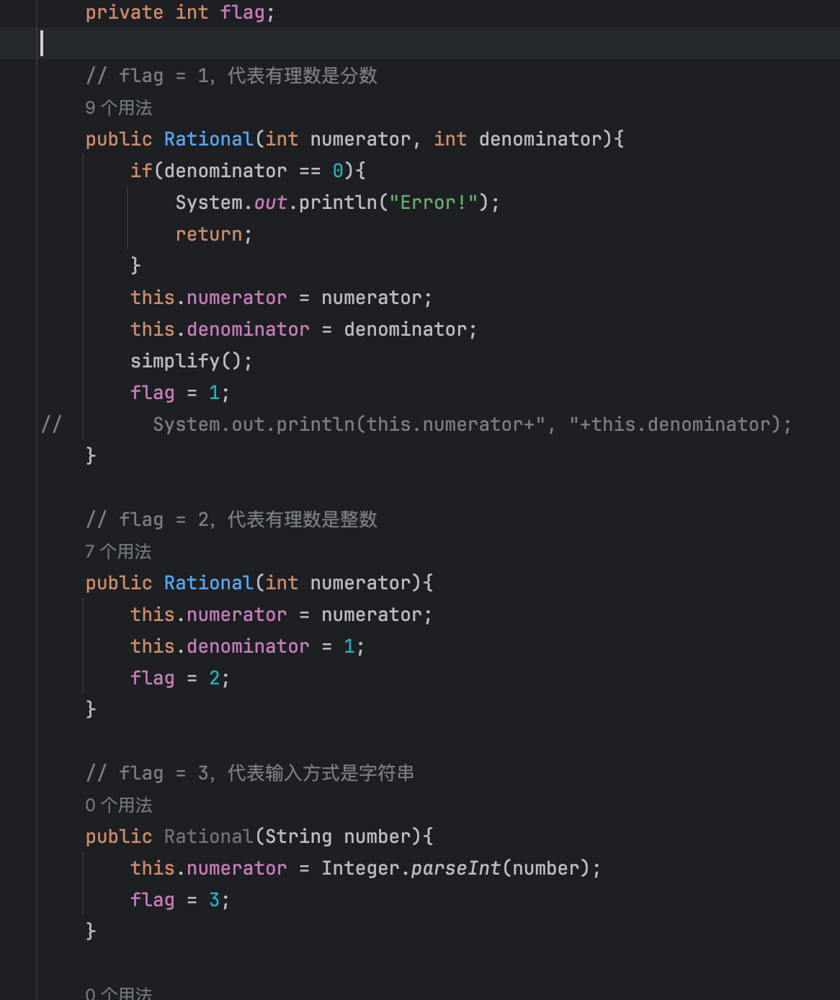 private int flag;
// flag = 1, 代表有理数是分数
9 个用法
public Rational(int numerator, int denominator){
if(denominator == 0){
System.out.println("Error!");
return;
}
this.numerator = numerator;
this.denominator = denominator;
simplify();
flag = 1;
//        System.out.println(this.numerator+", "+this.denominator);
}
// flag = 2, 代表有理数是整数
7 个用法
public Rational(int numerator){
this.numerator = numerator;
this.denominator = 1;
flag = 2;
}
// flag = 3, 代表输入方式是字符串
0 个用法
public Rational(String number){
this.numerator = Integer.parseInt(number);
flag = 3;
}
0 个用法